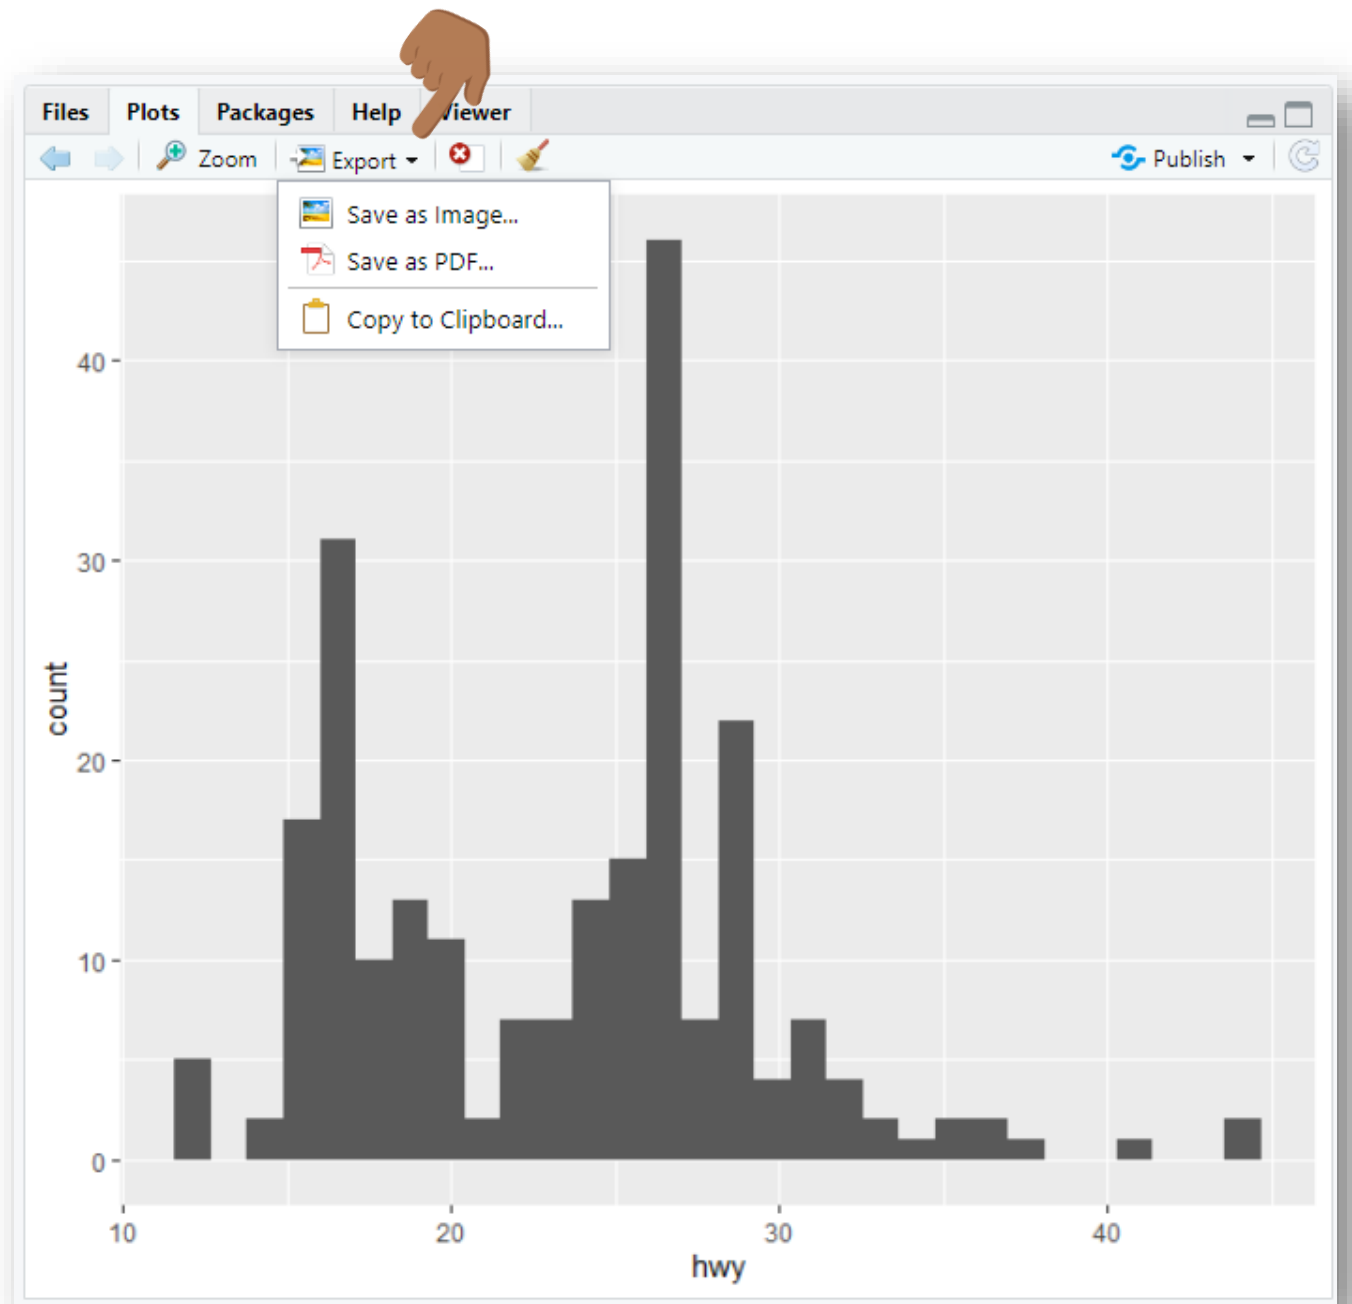 Files Plots Packages Help Viewer
Zoom Export Publish
Save as Image...
Save as PDF...
Copy to Clipboard...
40
30
20
10
0
count
10 20 30 40
hwy